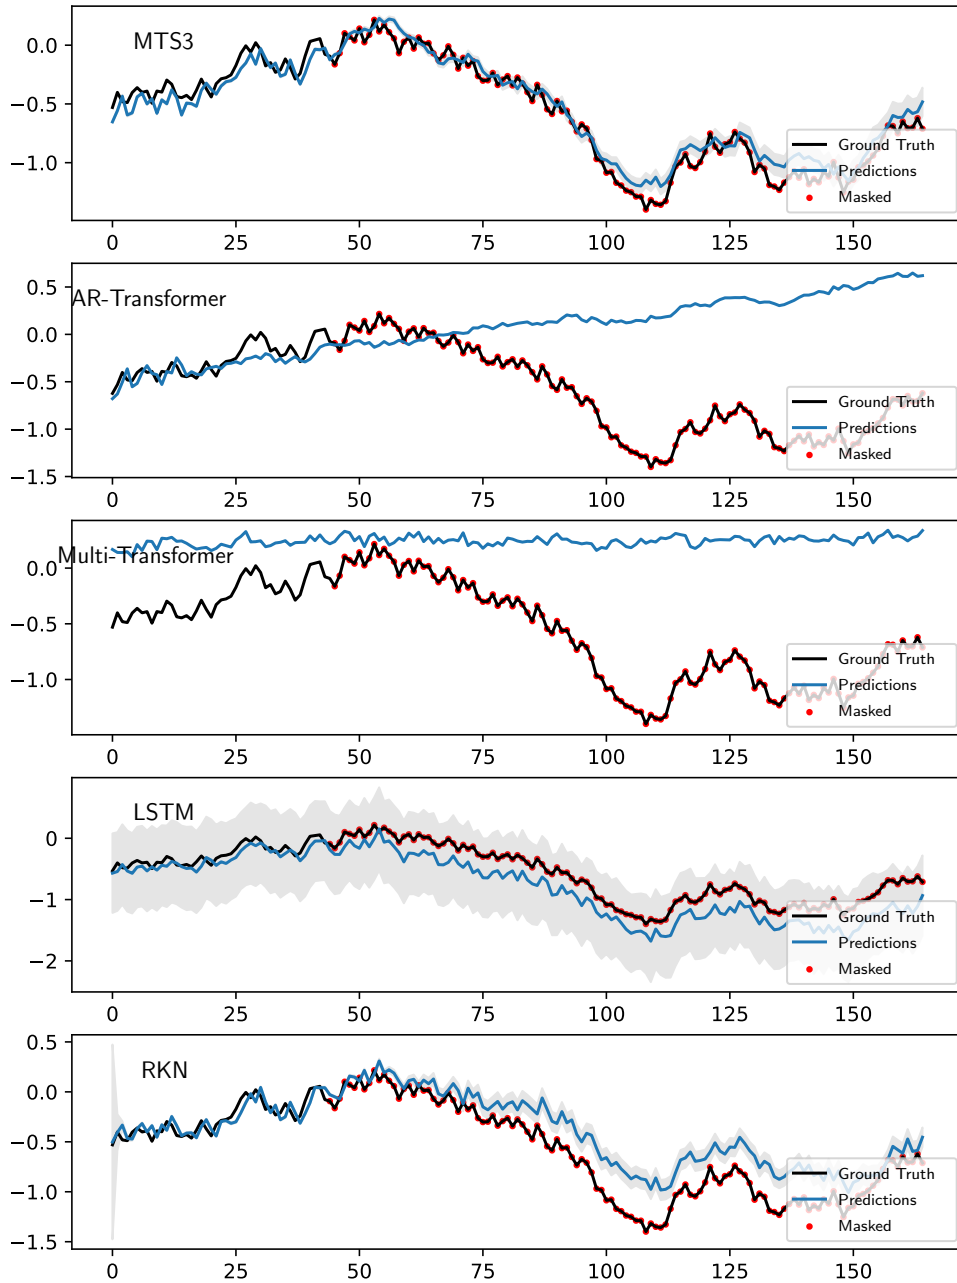 MTS3
0.0
−0.5
−1.0
Ground Truth
Predictions
Masked
0 25 50 75 100 125 150
AR-Transformer
0.5
0.0
−0.5
−1.0
−1.5
Ground Truth
Predictions
Masked
0 25 50 75 100 125 150
Multi-Transformer
0.0
−0.5
−1.0
Ground Truth
Predictions
Masked
0 25 50 75 100 125 150
LSTM
0
−1
−2
Ground Truth
Predictions
Masked
0 25 50 75 100 125 150
RKN
0.5
0.0
−0.5
−1.0
−1.5
Ground Truth
Predictions
Masked
0 25 50 75 100 125 150